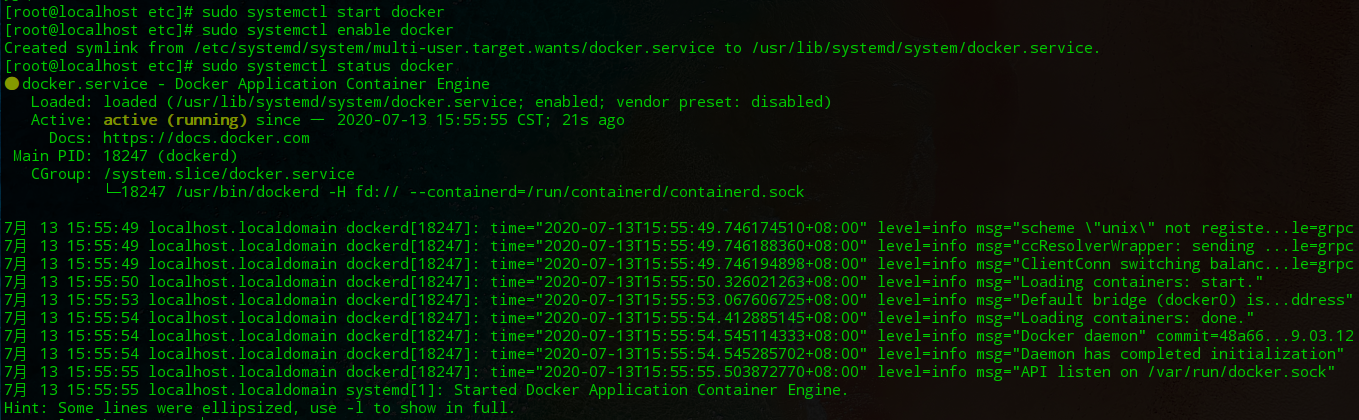 [root@localhost etc]# sudo systemctl start docker
[root@localhost etc]# sudo systemctl enable docker
Created symlink from /etc/systemd/system/multi-user.target.wants/docker.service to /usr/lib/systemd/system/docker.service.
[root@localhost etc]# sudo systemctl status docker
●docker.service - Docker Application Container Engine
   Loaded: loaded (/usr/lib/systemd/system/docker.service; enabled; vendor preset: disabled)
   Active: active (running) since 一 2020-07-13 15:55:55 CST; 21s ago
     Docs: https://docs.docker.com
 Main PID: 18247 (dockerd)
   CGroup: /system.slice/docker.service
           └─18247 /usr/bin/dockerd -H fd:// --containerd=/run/containerd/containerd.sock
7月 13 15:55:49 localhost.localdomain dockerd[18247]: time="2020-07-13T15:55:49.746174510+08:00" level=info msg="scheme \"unix\" not registe...le=grpc
7月 13 15:55:49 localhost.localdomain dockerd[18247]: time="2020-07-13T15:55:49.746188360+08:00" level=info msg="ccResolverWrapper: sending ...le=grpc
7月 13 15:55:49 localhost.localdomain dockerd[18247]: time="2020-07-13T15:55:49.746194898+08:00" level=info msg="ClientConn switching balanc...le=grpc
7月 13 15:55:50 localhost.localdomain dockerd[18247]: time="2020-07-13T15:55:50.326021263+08:00" level=info msg="Loading containers: start."
7月 13 15:55:53 localhost.localdomain dockerd[18247]: time="2020-07-13T15:55:53.067606725+08:00" level=info msg="Default bridge (docker0) is...ddress"
7月 13 15:55:54 localhost.localdomain dockerd[18247]: time="2020-07-13T15:55:54.412885145+08:00" level=info msg="Loading containers: done."
7月 13 15:55:54 localhost.localdomain dockerd[18247]: time="2020-07-13T15:55:54.545114333+08:00" level=info msg="Docker daemon" commit=48a66...9.03.12
7月 13 15:55:54 localhost.localdomain dockerd[18247]: time="2020-07-13T15:55:54.545285702+08:00" level=info msg="Daemon has completed initialization"
7月 13 15:55:55 localhost.localdomain dockerd[18247]: time="2020-07-13T15:55:55.503872770+08:00" level=info msg="API listen on /var/run/docker.sock"
7月 13 15:55:55 localhost.localdomain systemd[1]: Started Docker Application Container Engine.
Hint: Some lines were ellipsized, use -l to show in full.